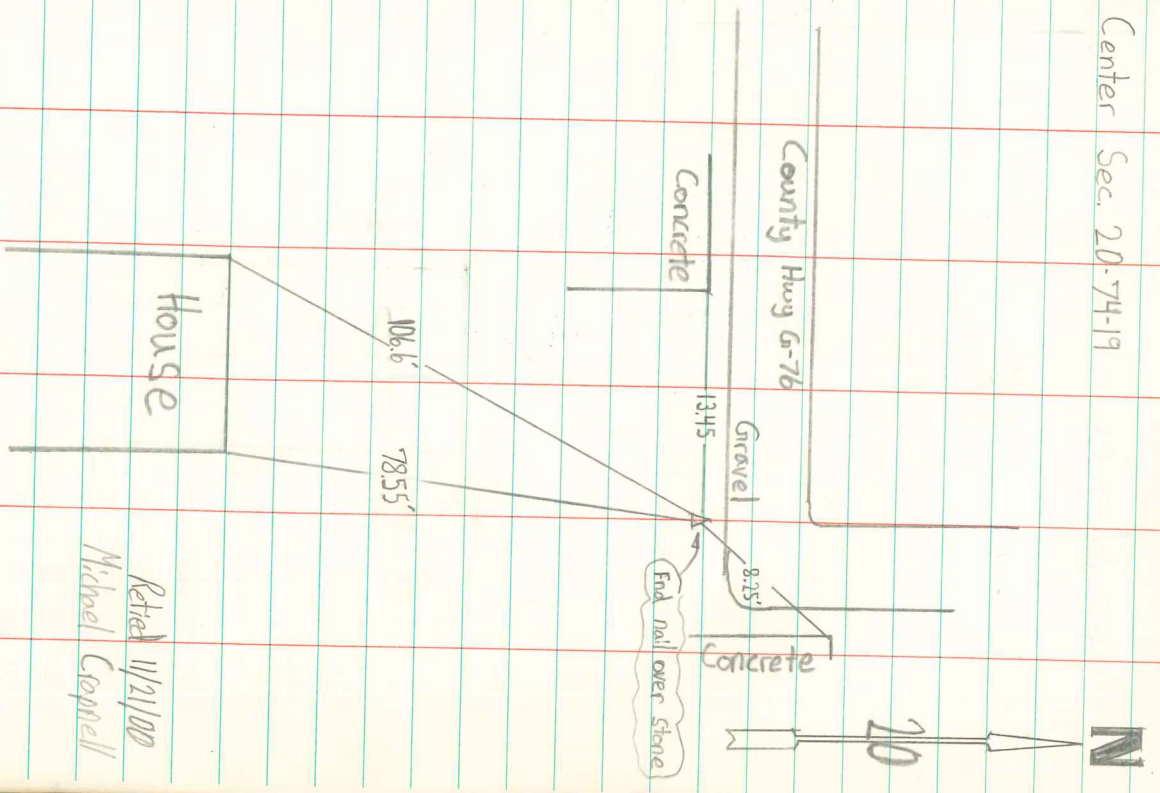 Center Sec. 20-74-19
N
20
County Hwy G-76
Gravel
Concrete
13.45
8.25'
Concrete
Fnd nail over stone
106.6'
78.55'
House
Retied 11/21/00
Michael